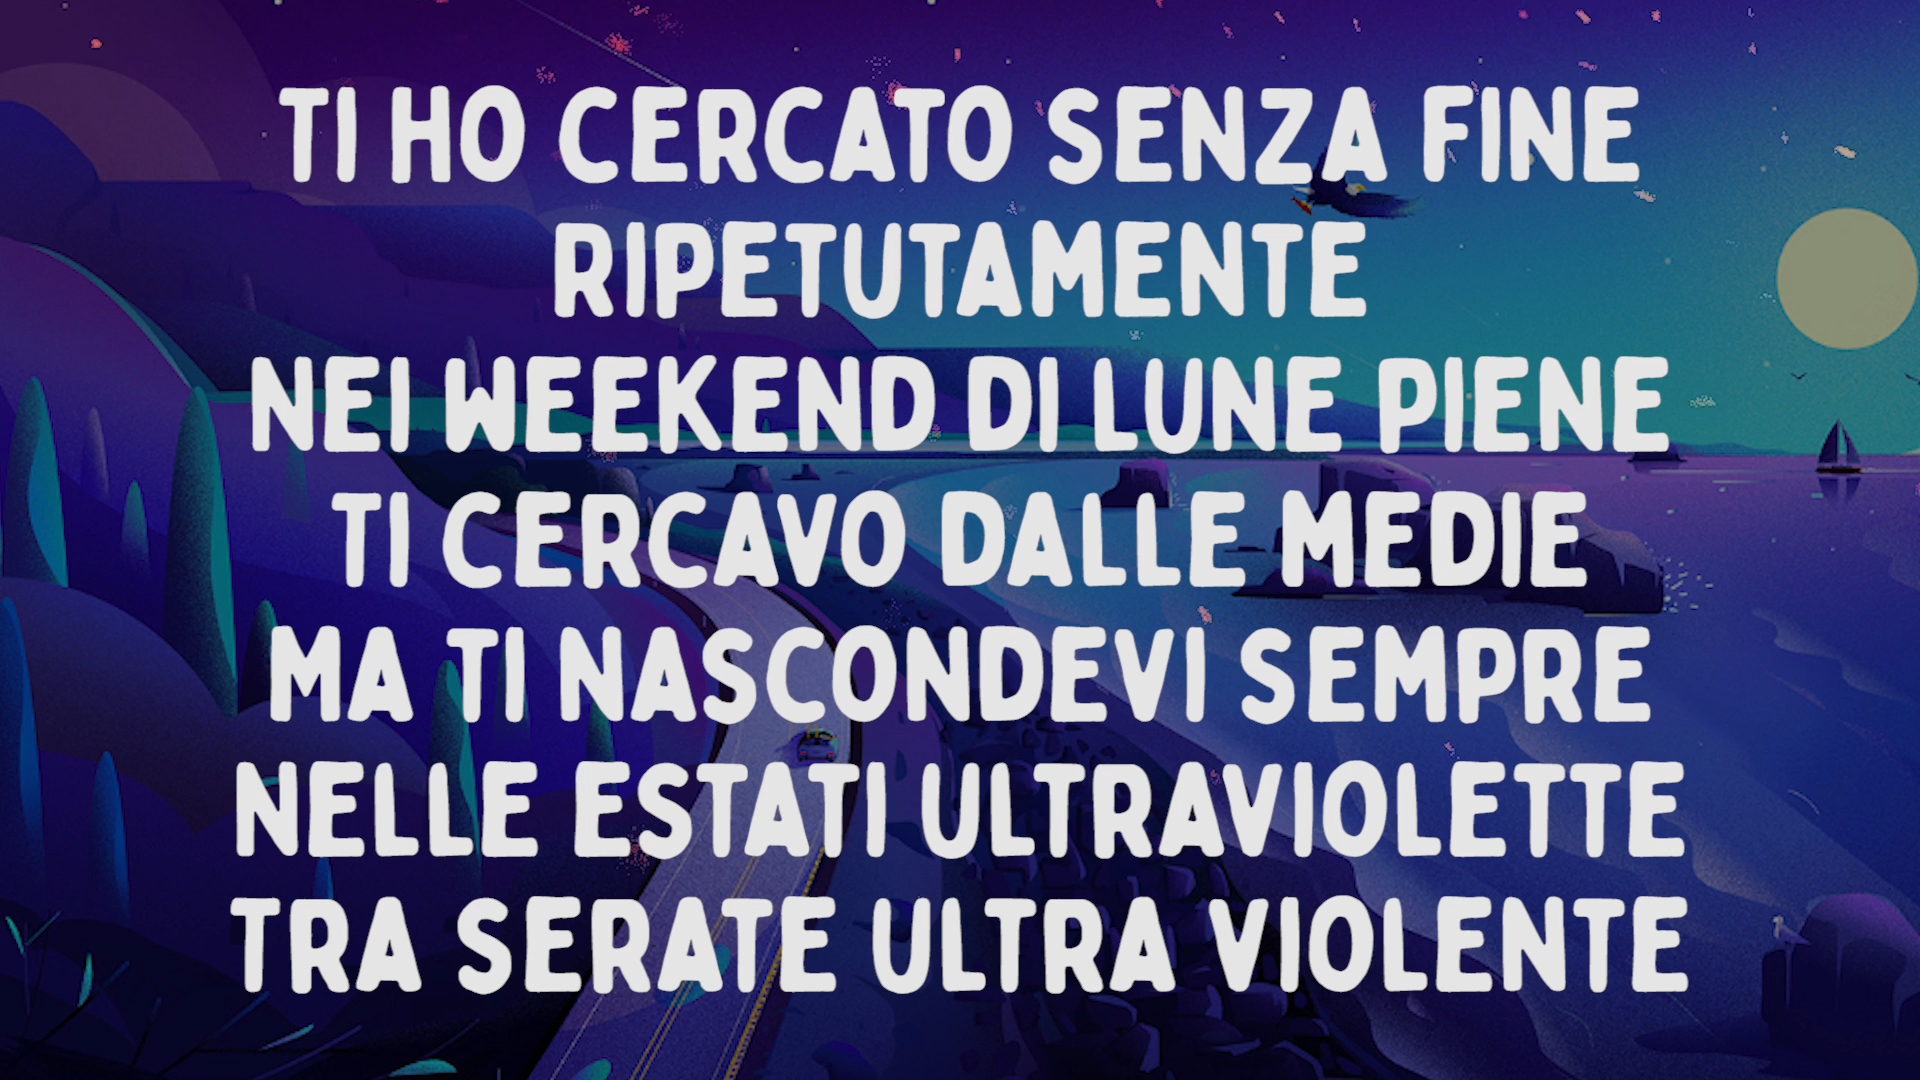 TI HO CERCATO SENZA FINE
RIPETUTAMENTE
NEI WEEKEND DI LUNE PIENE
TI CERCAVO DALLE MEDIE
MA TI NASCONDEVI SEMPRE
NELLE ESTATI ULTRAVIOLETTE
TRA SERATE ULTRA VIOLENTE